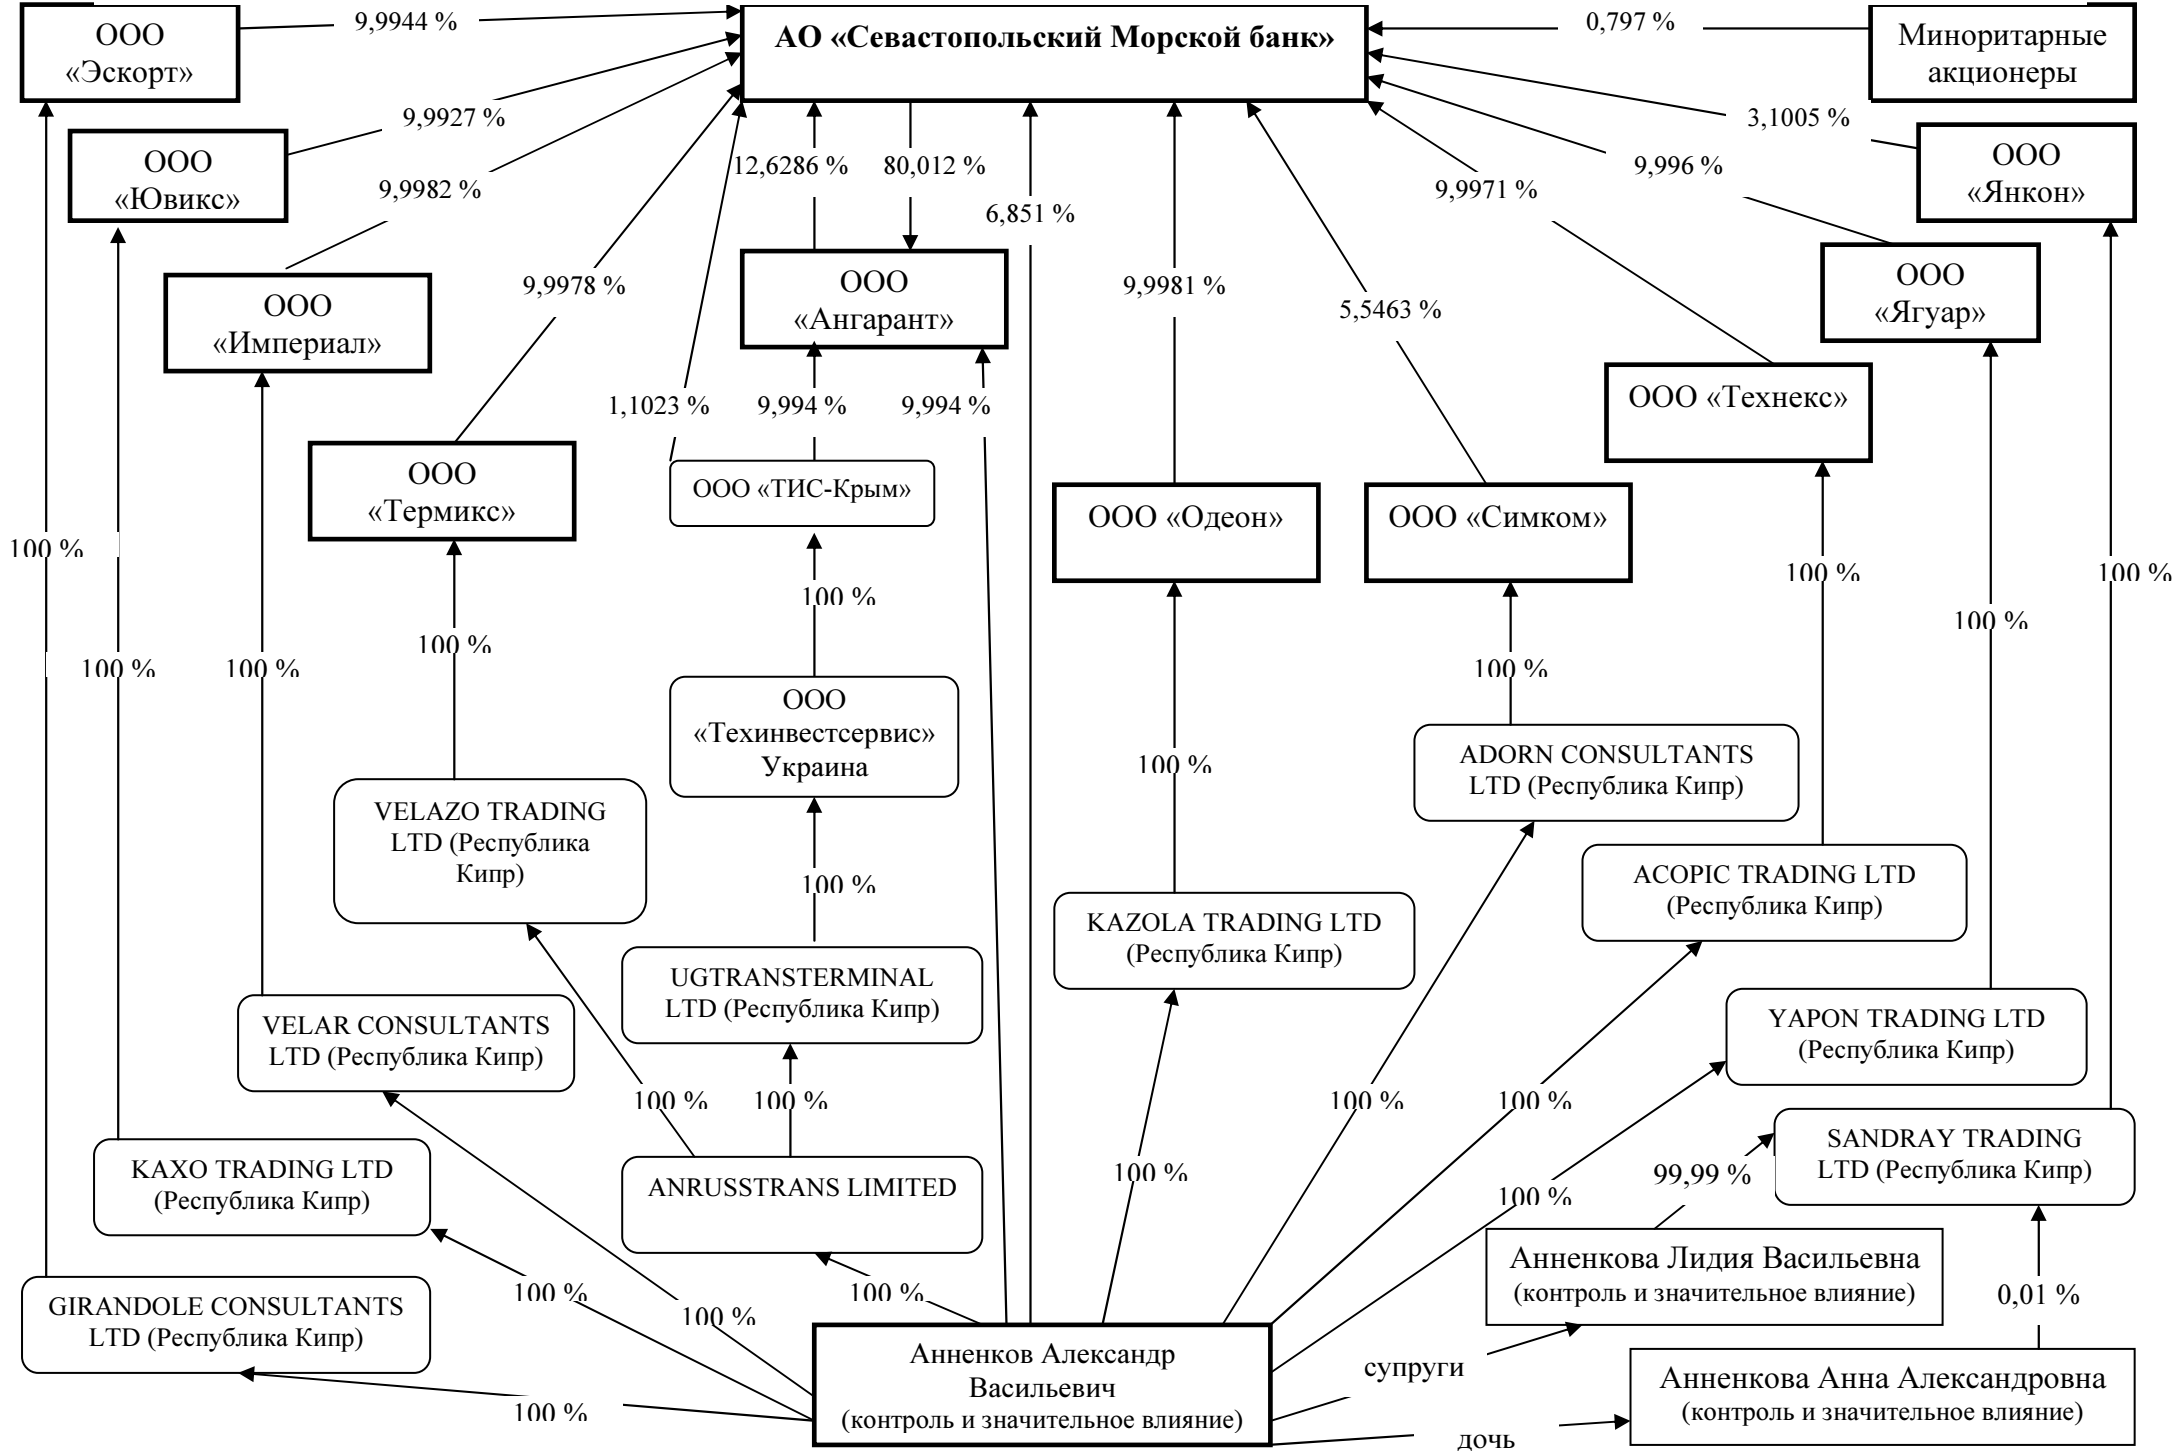 ООО
«Эскорт»
9,9944 %
АО «Севастопольский Морской банк»
0,797 %
Миноритарные
акционеры
9,9927 %
3,1005 %
ООО
«Ювикс»
12,6286 %
80,012 %
9,996 %
ООО
«Янкон»
9,9982 %
6,851 %
9,9971 %
ООО
«Империал»
9,9978 %
ООО
«Ангарант»
9,9981 %
5,5463 %
ООО
«Ягуар»
1,1023 %
9,994 %
9,994 %
ООО «Технекс»
ООО
«Термикс»
ООО «ТИС-Крым»
ООО «Одеон»
ООО «Симком»
100 %
100 %
100 %
100 %
100 %
100 %
100 %
100 %
100 %
100 %
ООО
«Техинвестсервис»
Украина
100 %
ADORN CONSULTANTS
LTD (Республика Кипр)
VELAZO TRADING
LTD (Республика
Кипр)
100 %
ACOPIC TRADING LTD
(Республика Кипр)
KAZOLA TRADING LTD
(Республика Кипр)
UGTRANSTERMINAL
LTD (Республика Кипр)
VELAR CONSULTANTS
LTD (Республика Кипр)
YAPON TRADING LTD
(Республика Кипр)
100 %
100 %
100 %
100 %
KAXO TRADING LTD
(Республика Кипр)
ANRUSSTRANS LIMITED
100 %
100 %
99,99 %
SANDRAY TRADING
LTD (Республика Кипр)
GIRANDOLE CONSULTANTS
LTD (Республика Кипр)
100 %
100 %
100 %
Анненкова Лидия Васильевна
(контроль и значительное влияние)
0,01 %
100 %
Анненков Александр
Васильевич
(контроль и значительное влияние)
супруги
дочь
Анненкова Анна Александровна
(контроль и значительное влияние)